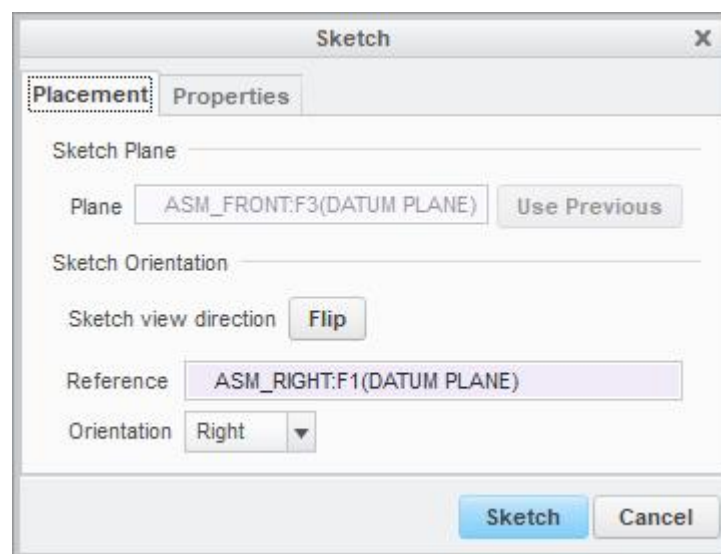 Sketch
Placement Properties
Sketch Plane
Plane ASM_FRONT:F3(DATUM PLANE) Use Previous
Sketch Orientation
Sketch view direction Flip
Reference ASM_RIGHT:F1(DATUM PLANE)
Orientation Right
Sketch Cancel